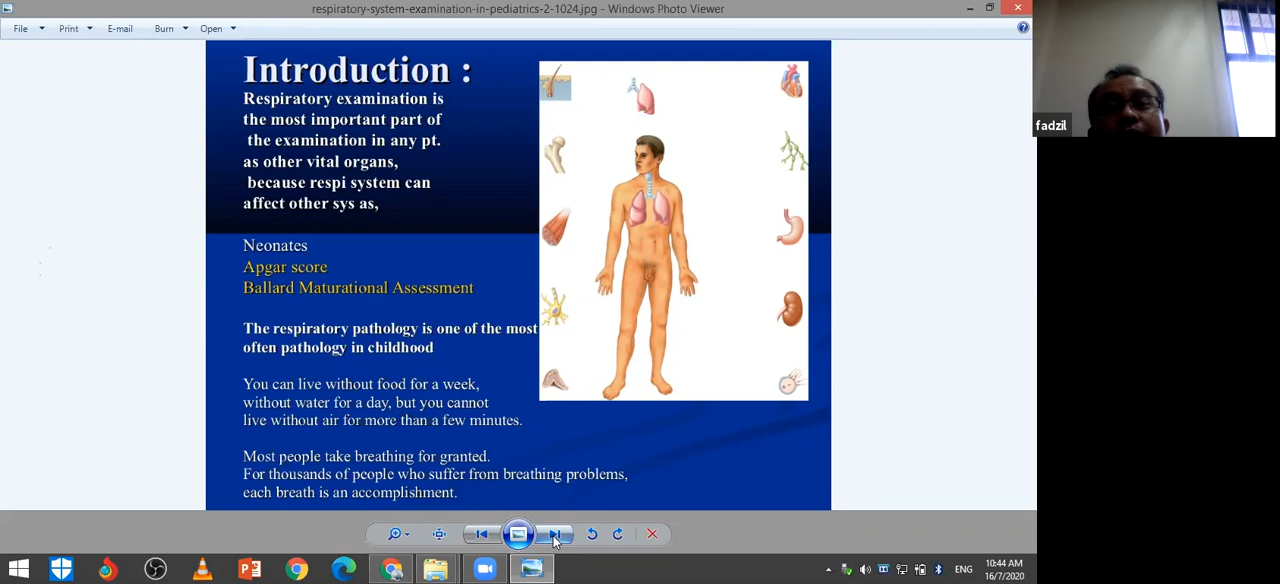 respiratory-system-examination-in-pediatrics-2-1024.jpg - Windows Photo Viewer
File Print E-mail Burn Open
Introduction :
Respiratory examination is
the most important part of
the examination in any pt.
as other vital organs,
because respi system can
affect other sys as,
Neonates
Apgar score
Ballard Maturational Assessment
The respiratory pathology is one of the most
often pathology in childhood
You can live without food for a week,
without water for a day, but you cannot
live without air for more than a few minutes.
Most people take breathing for granted.
For thousands of people who suffer from breathing problems,
each breath is an accomplishment.
fadzil
ENG
10:44 AM
16/7/2020